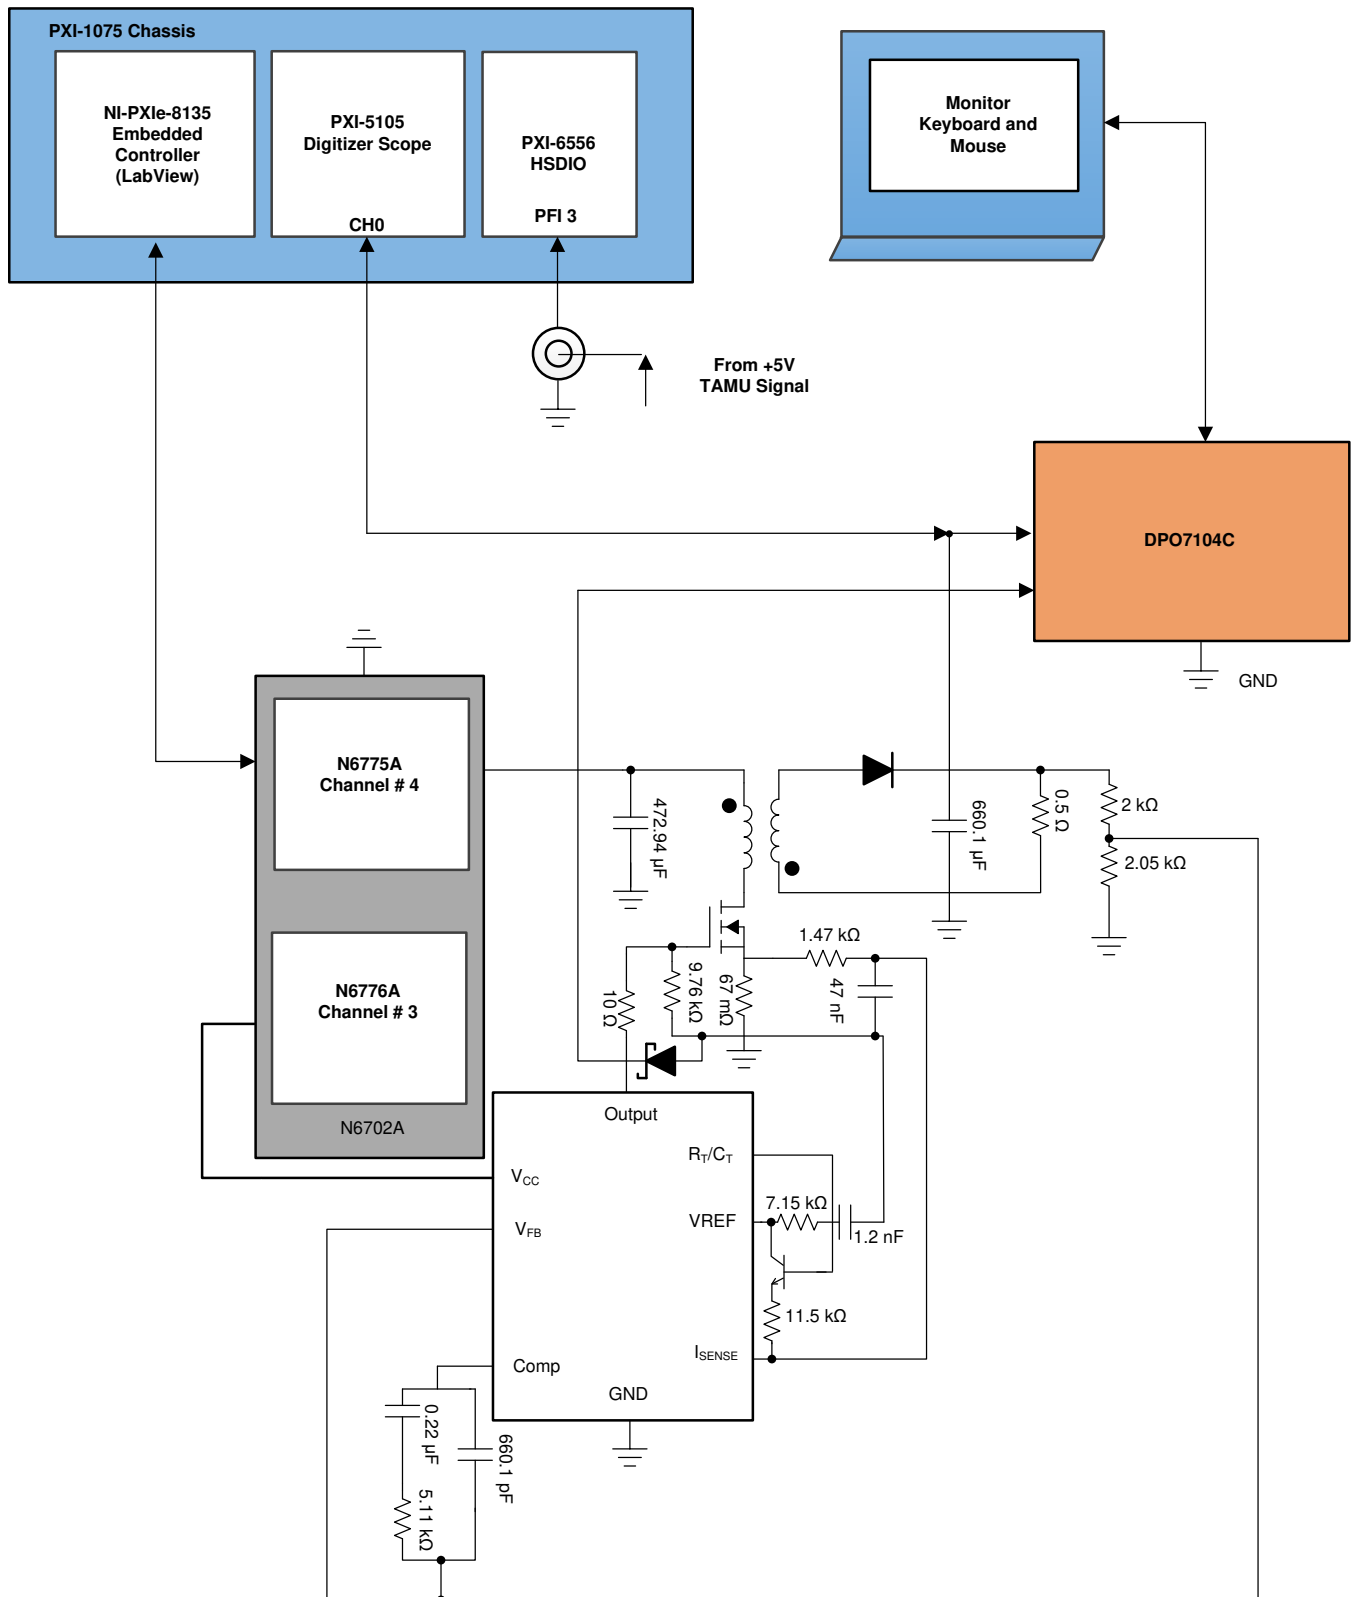 PXI-1075 Chassis
NI-PXIe-8135
Embedded
Controller
(LabView)
PXI-5105
Digitizer Scope
CH0
PXI-6556
HSDIO
PFI 3
Monitor
Keyboard and
Mouse
From +5V
TAMU Signal
DPO7104C
GND
N6775A
Channel # 4
N6776A
Channel # 3
N6702A
472.94 µF
660.1 µF
0.5 Ω
2 kΩ
2.05 kΩ
1.47 kΩ
47 nF
67 mΩ
9.76 kΩ
10 Ω
Output
RT/CT
VCC
VREF
VFB
7.15 kΩ
1.2 nF
11.5 kΩ
ISENSE
Comp
GND
0.22 µF
660.1 pF
5.11 kΩ